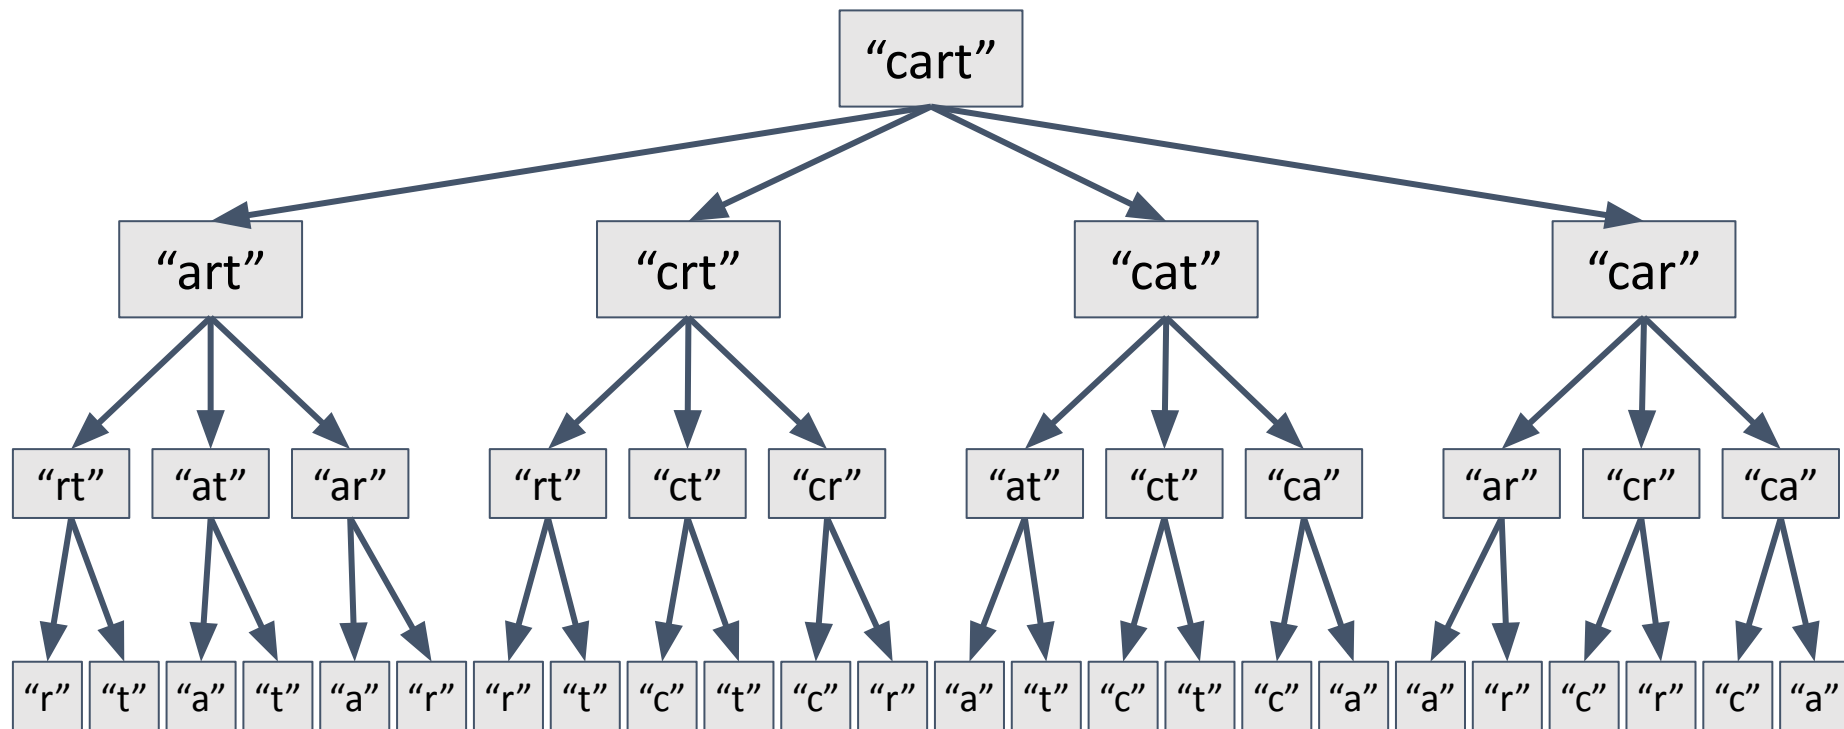 “cart”
“art” “crt” “cat” “car”
“rt” “at” “ar” “rt” “ct” “cr” “at” “ct” “ca” “ar” “cr” “ca”
“r” “t” “a” “t” “a” “r” “r” “t” “c” “t” “c” “r” “a” “t” “c” “t” “c” “a” “a” “r” “c” “r” “c” “a”